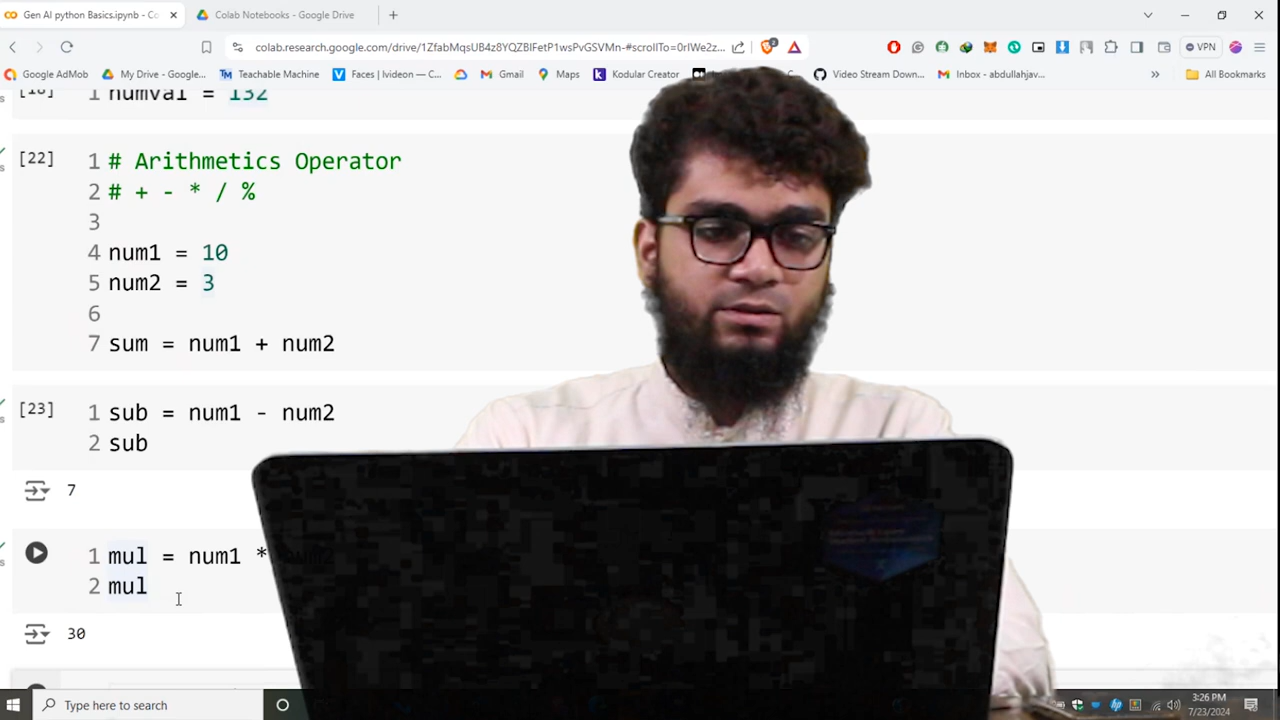 Gen AI python Basics.ipynb - Co
Colab Notebooks - Google Drive
colab.research.google.com/drive/1ZfabMqsUB4z8YQZBIFetP1wsPvGSVMn-#scrollTo=0rIWe2z...
VPN
Google AdMob
My Drive - Google...
Teachable Machine
Faces | Ivideon — C...
Gmail
Maps
Kodular Creator
Video Stream Down...
Inbox - abdullahjav...
All Bookmarks
1 numval = 132
[22]
1 # Arithmetics Operator
2 # + - * / %
3
4 num1 = 10
5 num2 = 3
6
7 sum = num1 + num2
[23]
1 sub = num1 - num2
2 sub
7
1 mul = num1 *
2 mul
30
Type here to search
3:26 PM
7/23/2024